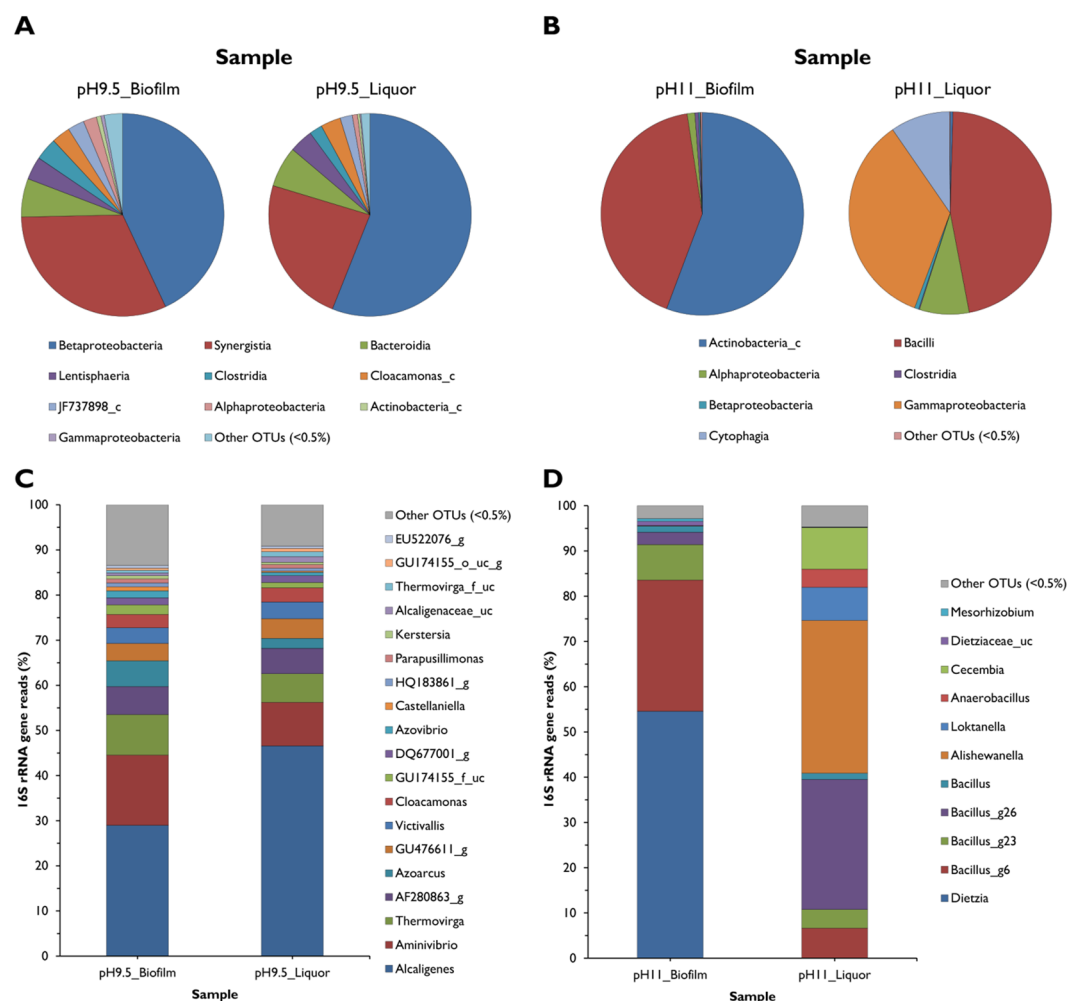 A
Sample
pH9.5_Biofilm pH9.5_Liquor
Betaproteobacteria Synergistia Bacteroidia
Lentisphaeria Clostridia Cloacamonas_c
JF737898_c Alphaproteobacteria Actinobacteria_c
Gammaproteobacteria Other OTUs (<0.5%)
B
Sample
pH11_Biofilm pH11_Liquor
Actinobacteria_c Bacilli
Alphaproteobacteria Clostridia
Betaproteobacteria Gammaproteobacteria
Cytophagia Other OTUs (<0.5%)
C
16S rRNA gene reads (%)
100
90
80
70
60
50
40
30
20
10
0
pH9.5_Biofilm pH9.5_Liquor
Sample
Other OTUs (<0.5%)
EU522076_g
GU174155_o_uc_g
Thermovirga_f_uc
Alcaligenaceae_uc
Kerstersia
Parapusillimonas
HQ183861_g
Castellaniella
Azovibrio
DQ677001_g
GU174155_f_uc
Cloacamonas
Victivallis
GU476611_g
Azoarcus
AF280863_g
Thermovirga
Aminivibrio
Alcaligenes
D
16S rRNA gene reads (%)
100
90
80
70
60
50
40
30
20
10
0
pH11_Biofilm pH11_Liquor
Sample
Other OTUs (<0.5%)
Mesorhizobium
Dietziaceae_uc
Cecembia
Anaerobacillus
Loktanella
Alishewanella
Bacillus
Bacillus_g26
Bacillus_g23
Bacillus_g6
Dietzia